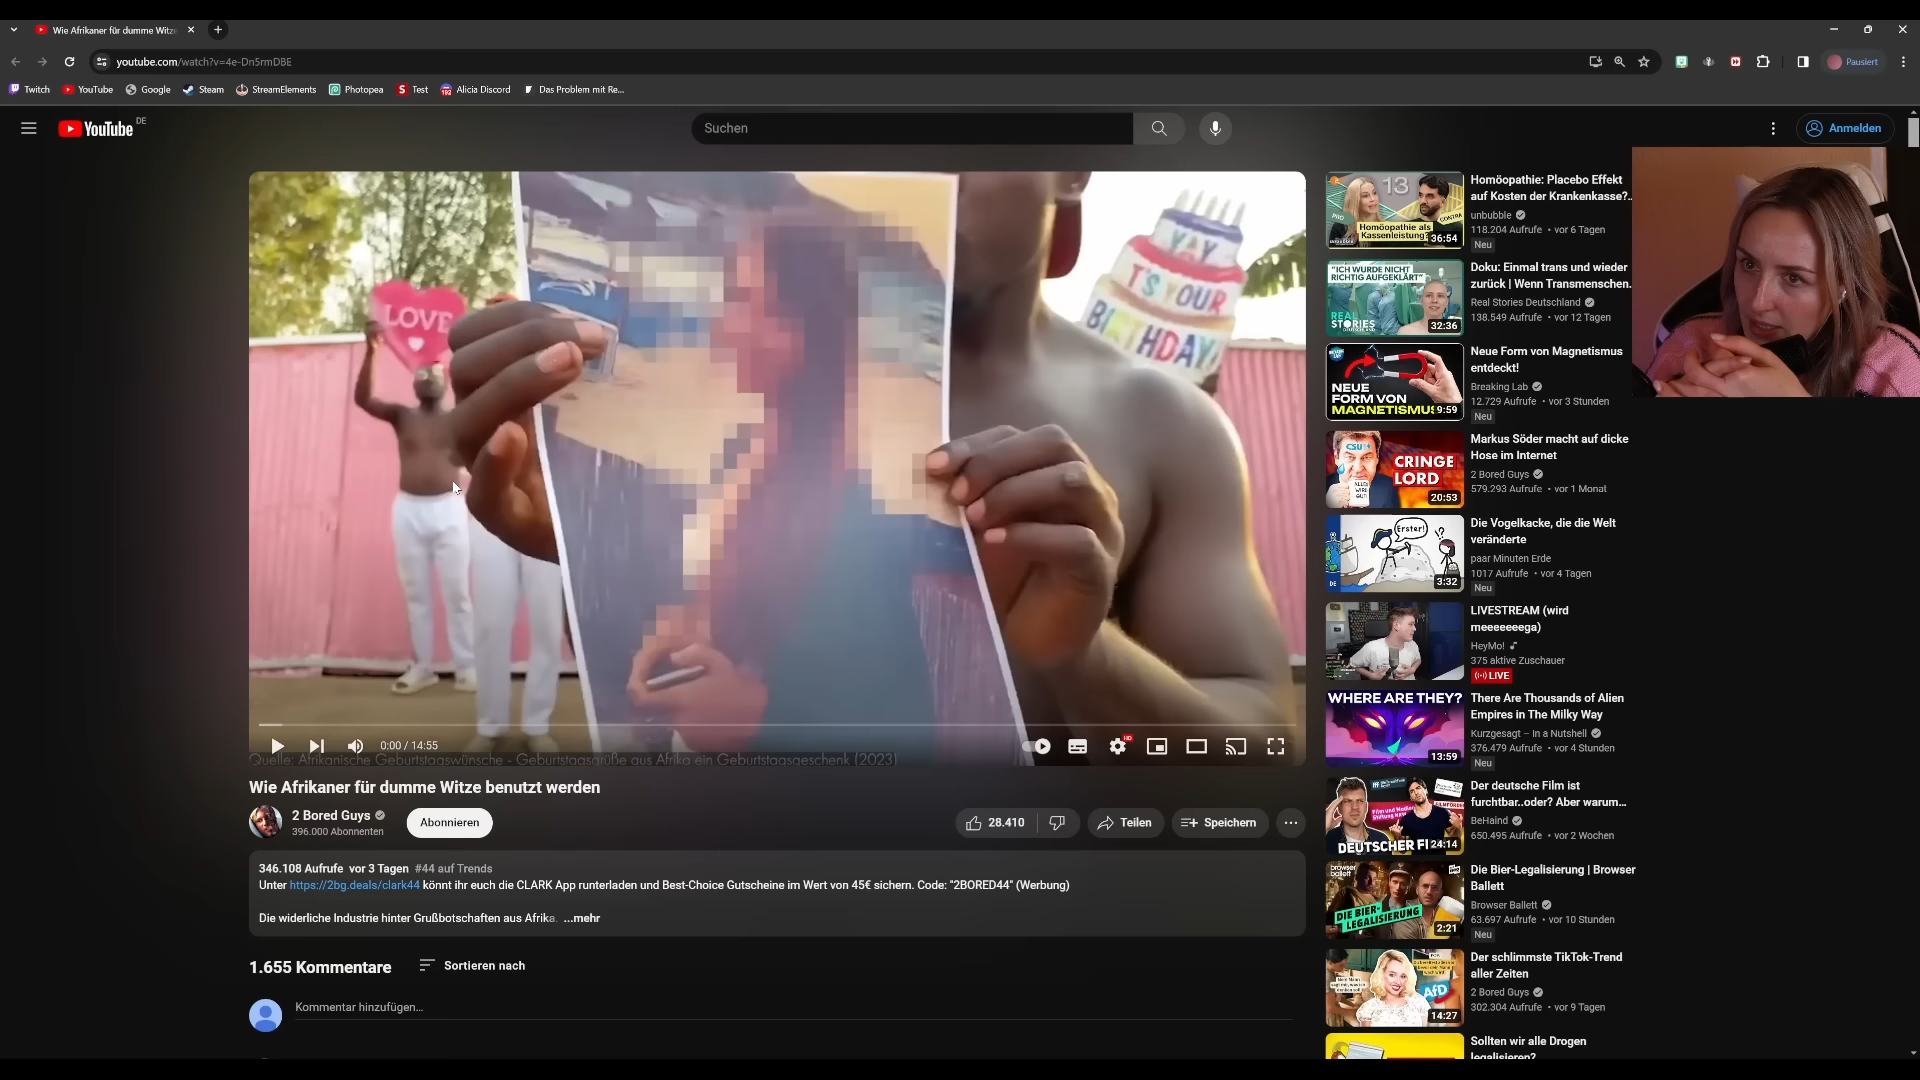 Wie Afrikaner für dumme Witze
youtube.com/watch?v=4e-Dn5rmDBE
Pausiert
Twitch
YouTube
Google
Steam
StreamElements
Photopea
Test
Alicia Discord
Das Problem mit Re...
YouTube DE
Suchen
Anmelden
LOVE
YAY
IT'S YOUR
BIRTHDAY
0:00 / 14:55
HD
Quelle: Afrikanische Geburtstagswünsche - Geburtstagsgrüße aus Afrika ein Geburtstagsgeschenk (2023)
Wie Afrikaner für dumme Witze benutzt werden
2 Bored Guys
396.000 Abonnenten
Abonnieren
28.410
Teilen
Speichern
346.108 Aufrufe vor 3 Tagen #44 auf Trends
Unter https://2bg.deals/clark44 könnt ihr euch die CLARK App runterladen und Best-Choice Gutscheine im Wert von 45€ sichern. Code: "2BORED44" (Werbung)
Die widerliche Industrie hinter Grußbotschaften aus Afrika. ...mehr
1.655 Kommentare
Sortieren nach
Kommentar hinzufügen...
13
PRO
CONTRA
Homöopathie als
Kassenleistung?
36:54
Homöopathie: Placebo Effekt
auf Kosten der Krankenkasse?..
unbubble
118.204 Aufrufe • vor 6 Tagen
Neu
"ICH WURDE NICHT
RICHTIG AUFGEKLÄRT"
REAL
STORIES
32:36
Doku: Einmal trans und wieder
zurück | Wenn Transmenschen.
Real Stories Deutschland
138.549 Aufrufe • vor 12 Tagen
NEUE
FORM VON
MAGNETISMUS
9:59
Neue Form von Magnetismus
entdeckt!
Breaking Lab
12.729 Aufrufe • vor 3 Stunden
Neu
CSU
CRINGE
LORD
20:53
Markus Söder macht auf dicke
Hose im Internet
2 Bored Guys
579.293 Aufrufe • vor 1 Monat
Erster!
DE
3:32
Die Vogelkacke, die die Welt
veränderte
paar Minuten Erde
1017 Aufrufe • vor 4 Tagen
Neu
LIVESTREAM (wird
meeeeeeega)
HeyMo!
375 aktive Zuschauer
LIVE
WHERE ARE THEY?
13:59
There Are Thousands of Alien
Empires in The Milky Way
Kurzgesagt – In a Nutshell
376.479 Aufrufe • vor 4 Stunden
Neu
DEUTSCHER FI
24:14
Der deutsche Film ist
furchtbar..oder? Aber warum...
BeHaind
650.495 Aufrufe • vor 2 Wochen
browser
ballett
DIE BIER-
LEGALISIERUNG
2:21
Die Bier-Legalisierung | Browser
Ballett
Browser Ballett
63.697 Aufrufe • vor 10 Stunden
Neu
AfD
14:27
Der schlimmste TikTok-Trend
aller Zeiten
2 Bored Guys
302.304 Aufrufe • vor 9 Tagen
Sollten wir alle Drogen
legalisieren?